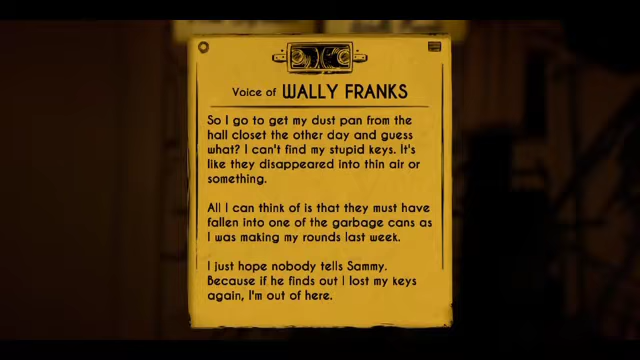 Voice of WALLY FRANKS
So I go to get my dust pan from the
hall closet the other day and guess
what? I can't find my stupid keys. It's
like they disappeared into thin air or
something.
All I can think of is that they must have
fallen into one of the garbage cans as
I was making my rounds last week.
I just hope nobody tells Sammy.
Because if he finds out I lost my keys
again, I'm out of here.